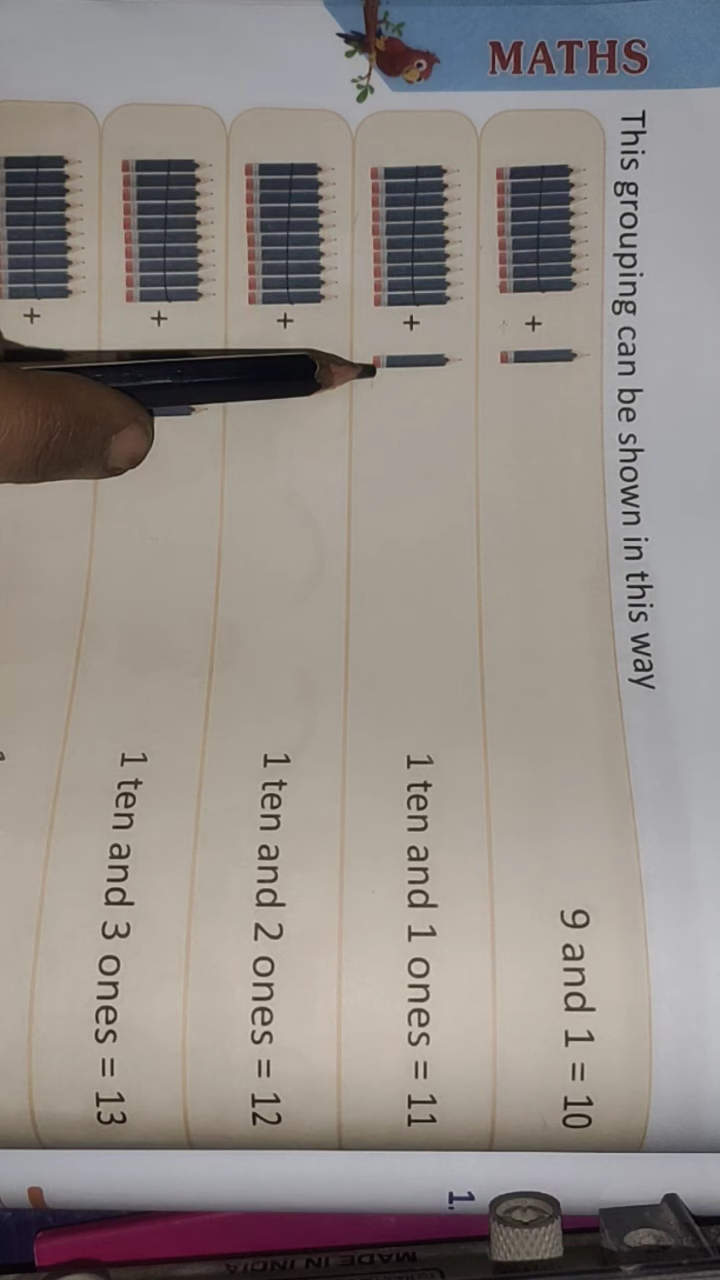 MATHS
This grouping can be shown in this way
+
9 and 1 = 10
+
1 ten and 1 ones = 11
+
1 ten and 2 ones = 12
+
1 ten and 3 ones = 13
+
1.
MADE IN INDIA